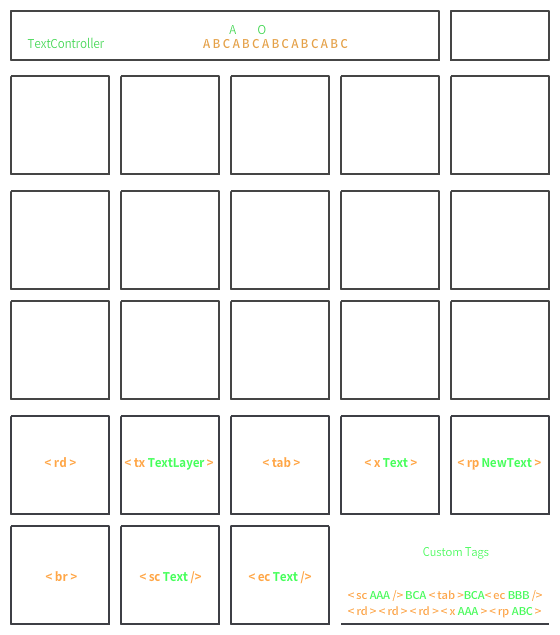 A O
TextController ABCABCABCABCABC
< rd >
< tx TextLayer >
< tab >
< x Text >
< rp NewText >
< br >
< sc Text />
< ec Text />
Custom Tags
< sc AAA /> BCA < tab >BCA< ec BBB />
< rd > < rd > < rd > < x AAA > < rp ABC >